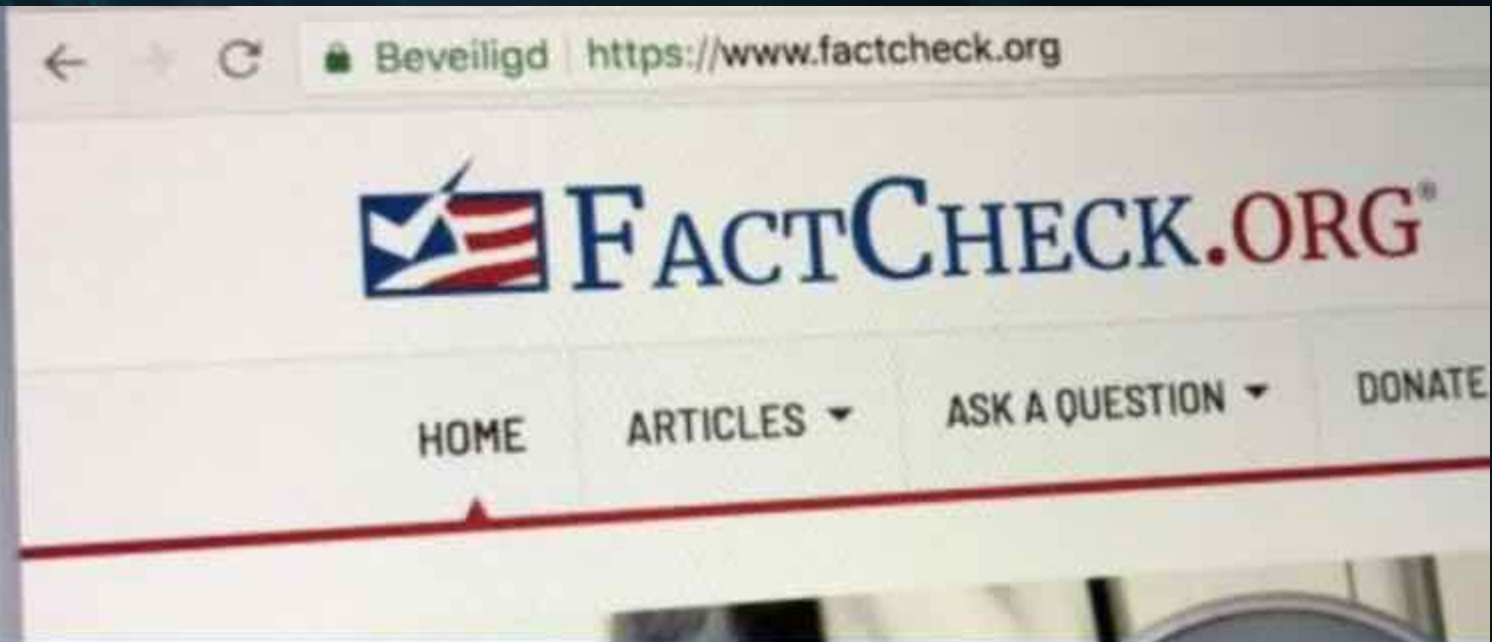 Beveiligd https://www.factcheck.org
FACTCHECK.ORG®
HOME ARTICLES ASK A QUESTION DONATE